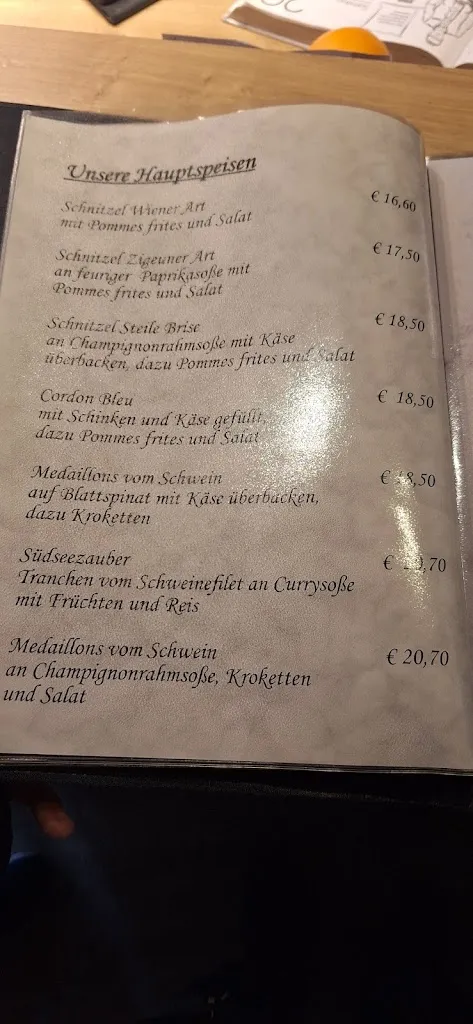 Unsere Hauptspeisen
Schnitzel Wiener Art € 16,60
mit Pommes frites und Salat
Schnitzel Zigeuner Art € 17,50
an feuriger Paprikasoße mit
Pommes frites und Salat
Schnitzel Steife Brise € 18,50
an Champignonrahmsoße mit Käse
überbacken, dazu Pommes frites und Salat
Cordon Bleu € 18,50
mit Schinken und Käse gefüllt,
dazu Pommes frites und Salat
Medaillons vom Schwein € 18,50
auf Blattspinat mit Käse überbacken,
dazu Kroketten
Südseezauber €
Tranchen vom Schweinefilet an Currysoße
mit Früchten und Reis
Medaillons vom Schwein € 20,70
an Champignonrahmsoße, Kroketten
und Salat